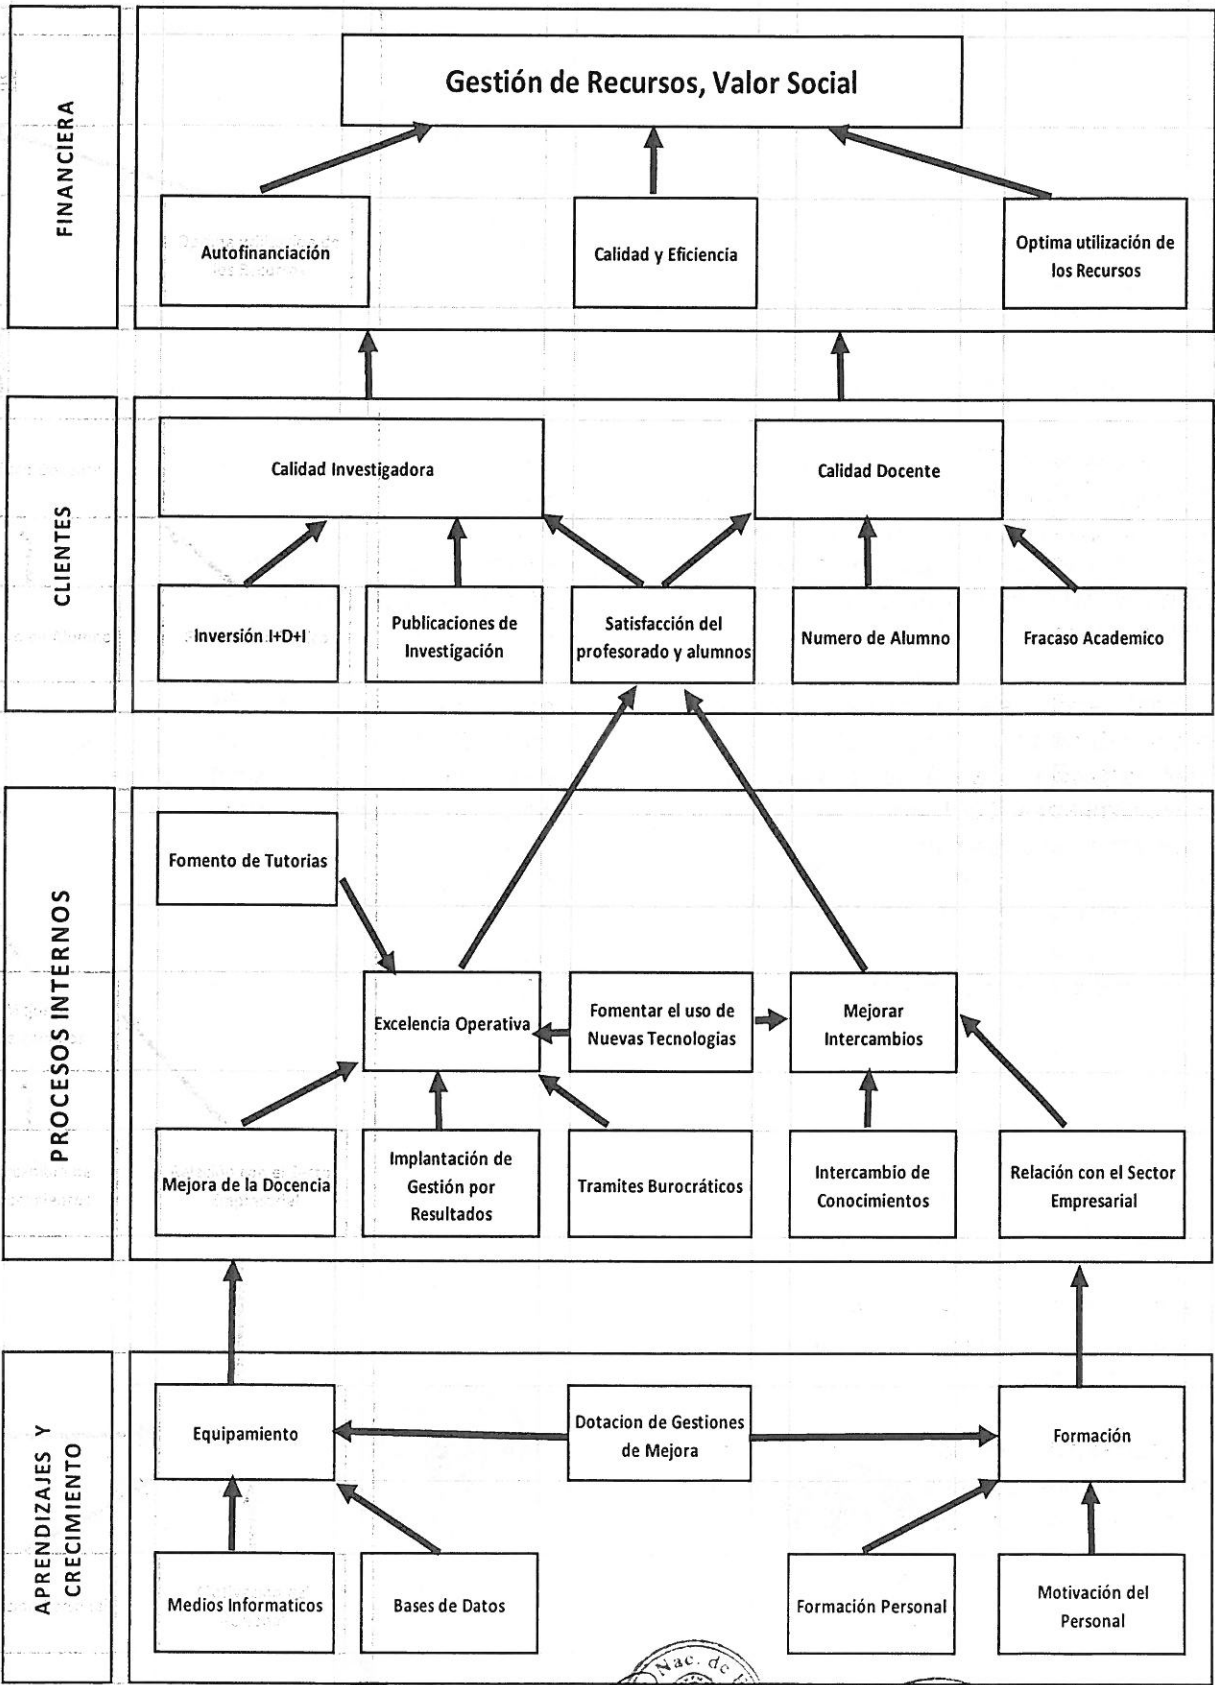 FINANCIERA
Gestión de Recursos, Valor Social
Autofinanciación
Calidad y Eficiencia
Optima utilización de
los Recursos
CLIENTES
Calidad Investigadora
Calidad Docente
Inversión I+D+I
Publicaciones de
Investigación
Satisfacción del
profesorado y alumnos
Numero de Alumno
Fracaso Academico
PROCESOS INTERNOS
Fomento de Tutorias
Excelencia Operativa
Fomentar el uso de
Nuevas Tecnologias
Mejorar
Intercambios
Mejora de la Docencia
Implantación de
Gestión por
Resultados
Tramites Burocráticos
Intercambio de
Conocimientos
Relación con el Sector
Empresarial
APRENDIZAJES Y
CRECIMIENTO
Equipamiento
Dotacion de Gestiones
de Mejora
Formación
Medios Informaticos
Bases de Datos
Formación Personal
Motivación del
Personal
Nac. de